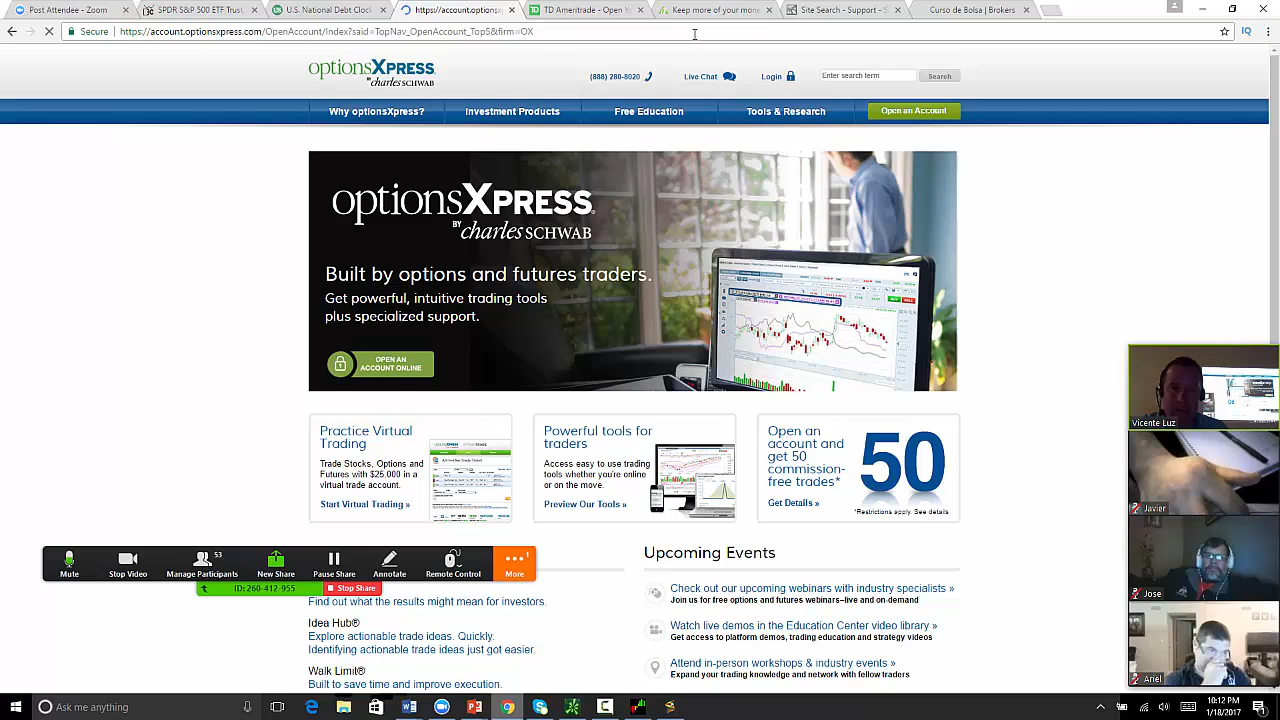 Post Attendee - Zoom
SPDR S&P 500 ETF Trust
U.S. National Debt Clock
https://account.optionsx
TD Ameritrade - Open Yo
Keep more of your mone
Site Search - Support - S
Curso de Bolsa | Brokers
Secure
https://account.optionsxpress.com/OpenAccount/Index?said=TopNav_OpenAccount_Top5&firm=OX
IQ
optionsXpress
BY charles SCHWAB
(888) 280-8020
Live Chat
Login
Enter search term
Search
Why optionsXpress?
Investment Products
Free Education
Tools & Research
Open an Account
optionsXPRESS
BY charles SCHWAB
Built by options and futures traders.
Get powerful, intuitive trading tools
plus specialized support.
OPEN AN
ACCOUNT ONLINE
Practice Virtual
Trading
Trade Stocks, Options and
Futures with $25,000 in a
virtual trade account.
Start Virtual Trading »
Powerful tools for
traders
Access easy to use trading
tools whether you're online
or on the move.
Preview Our Tools »
Open an
account and
get 50
commission-
free trades*
50
Get Details »
*Restrictions apply. See details
Mute
Stop Video
53
Manage Participants
New Share
Pause Share
Annotate
Remote Control
1
More
ID: 260-412-955
Stop Share
Find out what the results might mean for investors.
Idea Hub®
Explore actionable trade ideas. Quickly.
Identifying actionable trade ideas just got easier.
Walk Limit®
Built to save time and improve execution.
Upcoming Events
Check out our upcoming webinars with industry specialists »
Join us for free options and futures webinars–live and on-demand
Watch live demos in the Education Center video library »
Get access to platform demos, trading education and strategy videos
Attend in-person workshops & industry events »
Expand your trading knowledge and network with fellow traders
Vicente Luz
Javier
Jose
Ariel
Ask me anything
10:12 PM
1/18/2017